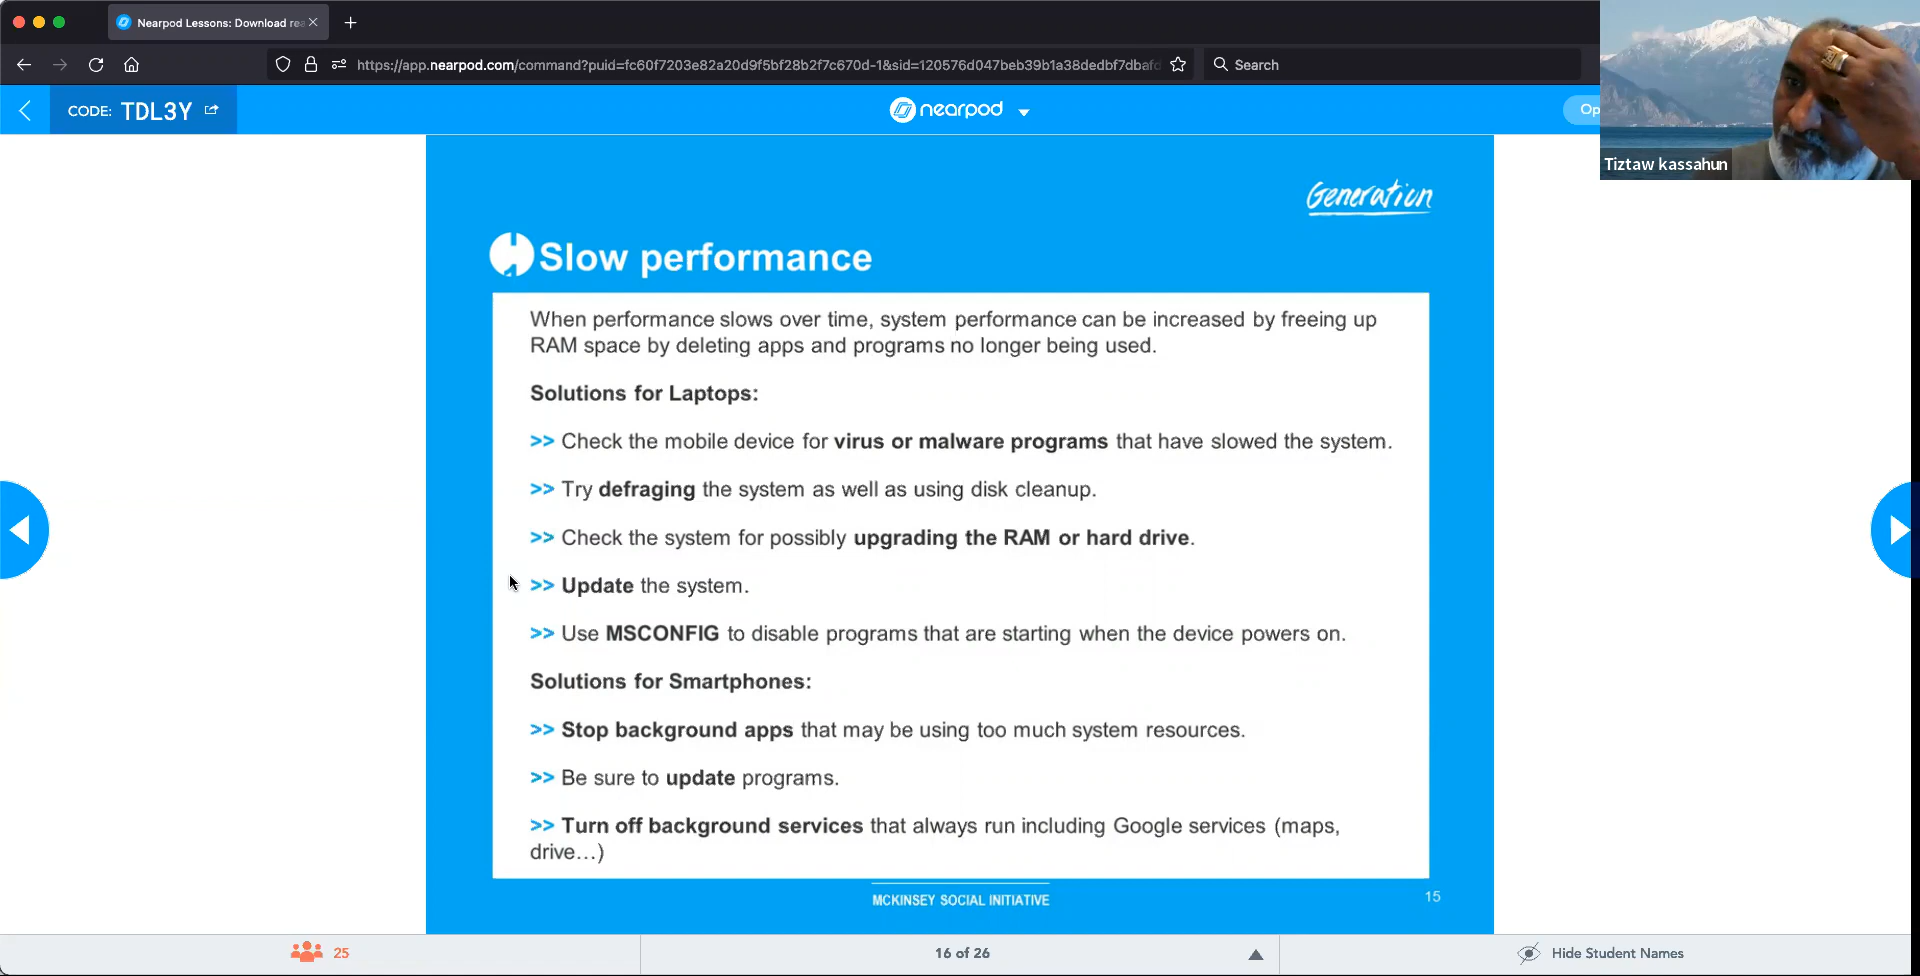 Nearpod Lessons: Download rea
https://app.nearpod.com/command?puid=fc60f7203e82a20d9f5bf28b2f7c670d-1&sid=120576d047beb39b1a38dedbf7dbafd
Search
CODE: TDL3Y
nearpod
Op
Tiztaw kassahun
Generation
Slow performance
When performance slows over time, system performance can be increased by freeing up
RAM space by deleting apps and programs no longer being used.
Solutions for Laptops:
>> Check the mobile device for virus or malware programs that have slowed the system.
>> Try defraging the system as well as using disk cleanup.
>> Check the system for possibly upgrading the RAM or hard drive.
>> Update the system.
>> Use MSCONFIG to disable programs that are starting when the device powers on.
Solutions for Smartphones:
>> Stop background apps that may be using too much system resources.
>> Be sure to update programs.
>> Turn off background services that always run including Google services (maps,
drive...)
MCKINSEY SOCIAL INITIATIVE
15
25
16 of 26
Hide Student Names